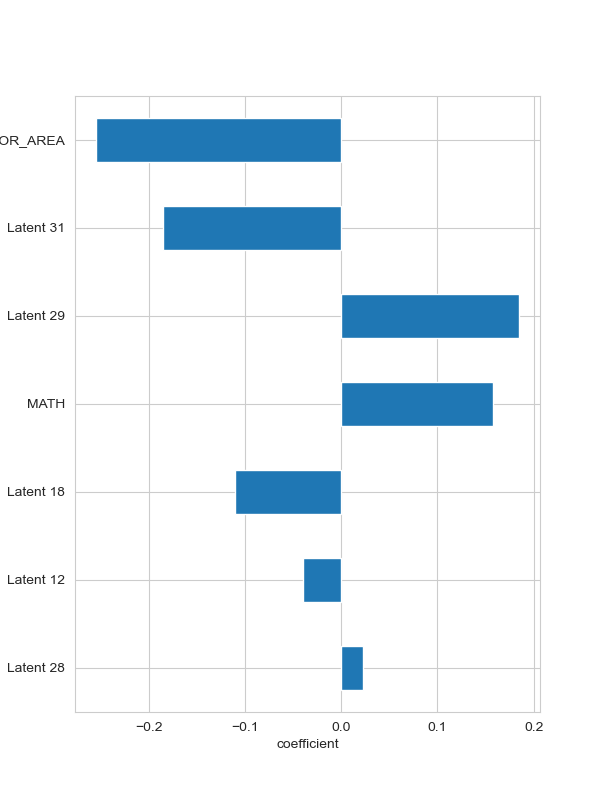 OR_AREA
Latent 31
Latent 29
MATH
Latent 18
Latent 12
Latent 28
−0.2 −0.1 0.0 0.1 0.2
coefficient